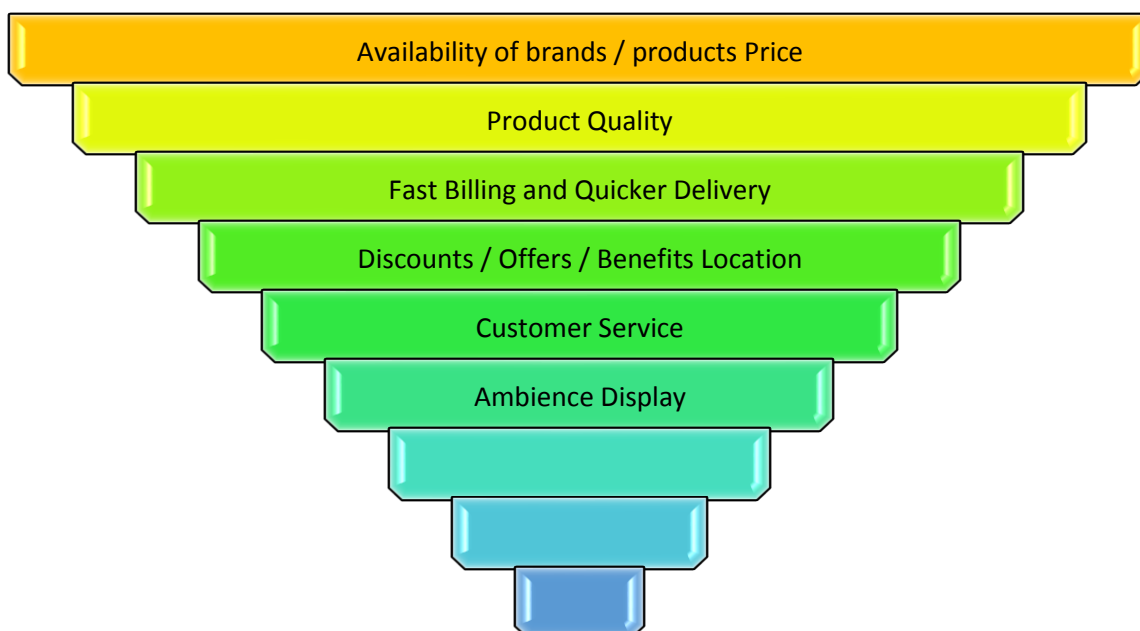 Availability of brands / products Price
Product Quality
Fast Billing and Quicker Delivery
Discounts / Offers / Benefits Location
Customer Service
Ambience Display